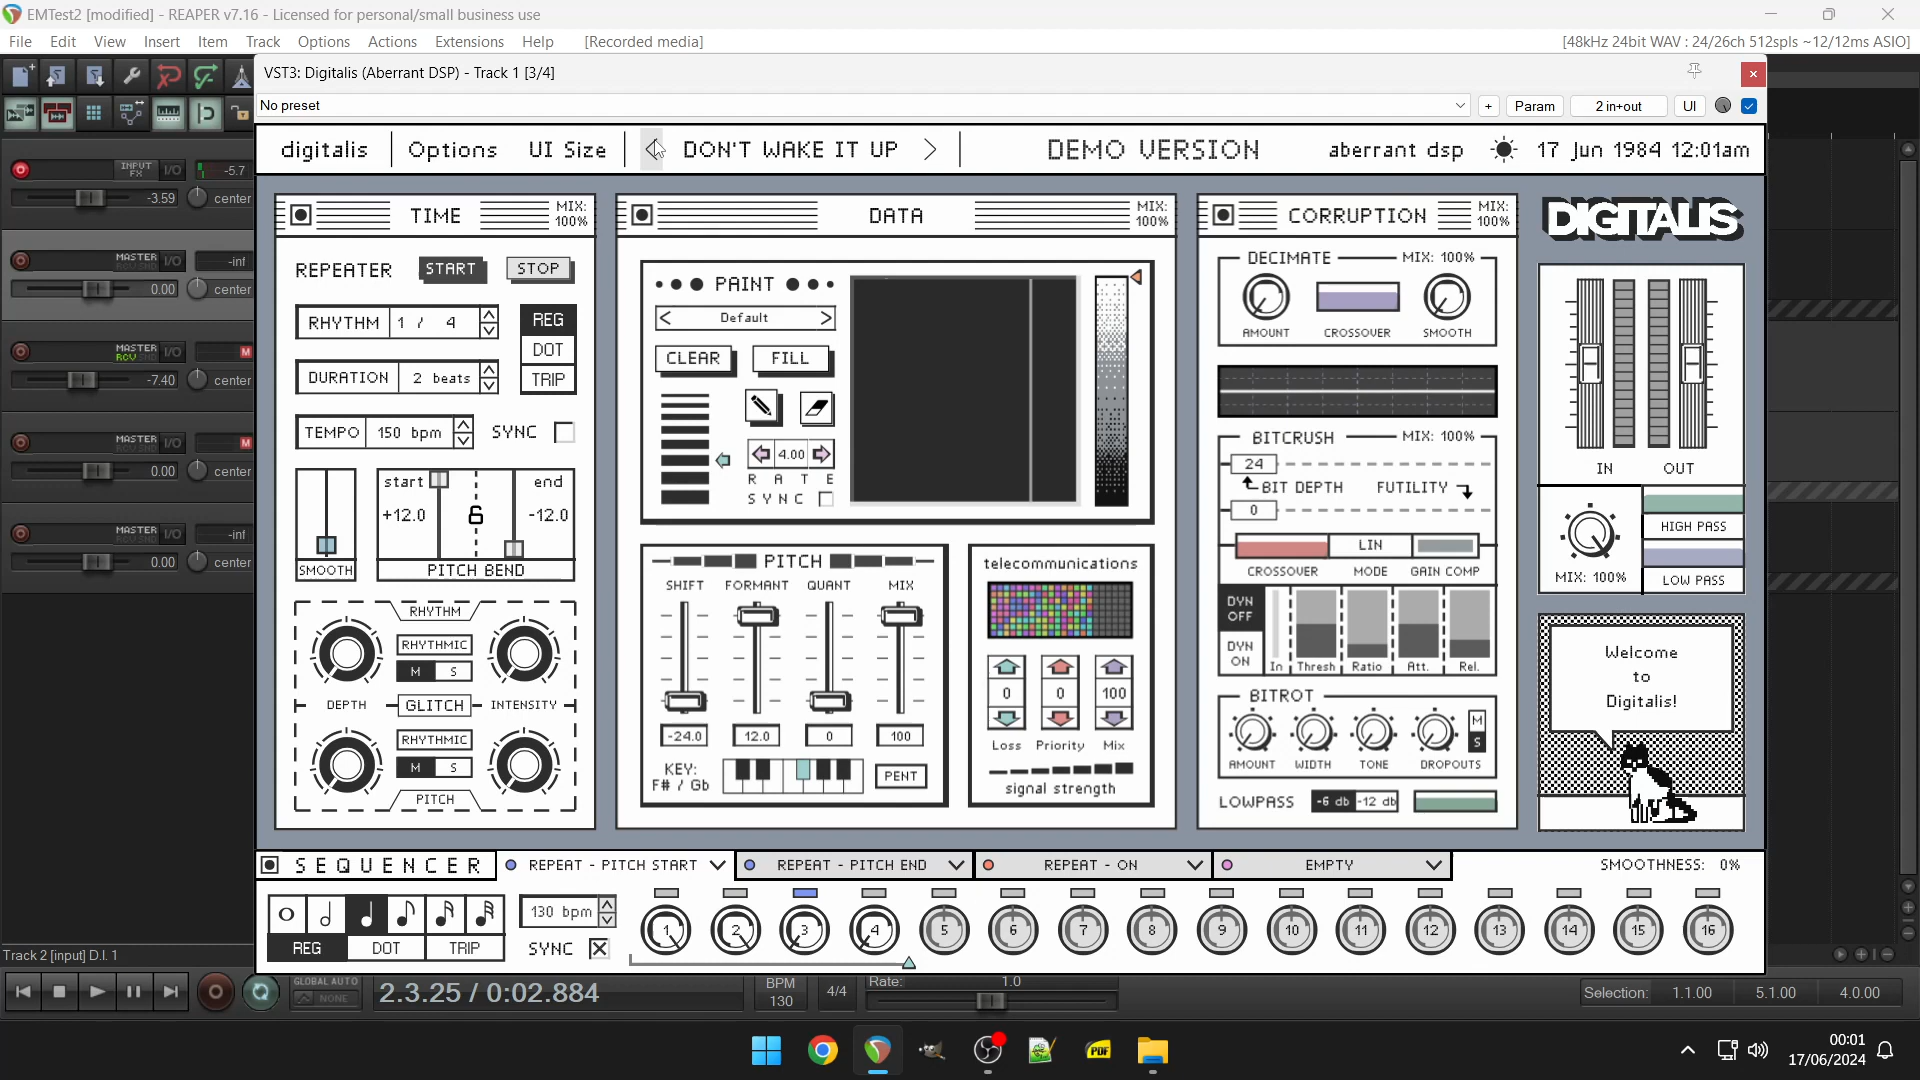 EMTest2 [modified] - REAPER v7.16 - Licensed for personal/small business use
File Edit View Insert Item Track Options Actions Extensions Help [Recorded media]
[48kHz 24bit WAV : 24/26ch 512spls ~12/12ms ASIO]
VST3: Digitalis (Aberrant DSP) - Track 1 [3/4]
No preset
+ Param 2 in+out UI
digitalis Options UI Size DON'T WAKE IT UP DEMO VERSION aberrant dsp 17 Jun 1984 12:01am
INPUT FX I/O -5.7
-3.59 center
MASTER I/O -inf
0.00 center
MASTER RCV I/O M
-7.40 center
MASTER I/O M
0.00 center
MASTER I/O -inf
0.00 center
TIME MIX: 100%
REPEATER START STOP
RHYTHM 1 / 4
REG
DOT
TRIP
DURATION 2 beats
TEMPO 150 bpm SYNC
SMOOTH
start end
+12.0 -12.0
PITCH BEND
RHYTHM
RHYTHMIC
M S
DEPTH GLITCH INTENSITY
RHYTHMIC
M S
PITCH
DATA MIX: 100%
PAINT
< Default >
CLEAR FILL
4.00
RATE
SYNC
PITCH
SHIFT FORMANT QUANT MIX
-24.0 12.0 0 100
KEY:
F# / Gb
PENT
telecommunications
0 0 100
Loss Priority Mix
signal strength
CORRUPTION MIX: 100%
DECIMATE MIX: 100%
AMOUNT CROSSOVER SMOOTH
BITCRUSH MIX: 100%
24
BIT DEPTH FUTILITY
0
LIN
CROSSOVER MODE GAIN COMP
DYN OFF
DYN ON
In Thresh Ratio Att. Rel.
BITROT
M
S
AMOUNT WIDTH TONE DROPOUTS
LOWPASS -6 db -12 db
DIGITALIS
IN OUT
HIGH PASS
MIX: 100%
LOW PASS
Welcome
to
Digitalis!
SEQUENCER REPEAT - PITCH START REPEAT - PITCH END REPEAT - ON EMPTY SMOOTHNESS: 0%
130 bpm
REG DOT TRIP
SYNC
1 2 3 4 5 6 7 8 9 10 11 12 13 14 15 16
Track 2 [input] D.I. 1
GLOBAL AUTO
NONE
2.3.25 / 0:02.884
BPM
130
4/4
Rate: 1.0
Selection: 1.1.00 5.1.00 4.0.00
PDF
00:01
17/06/2024